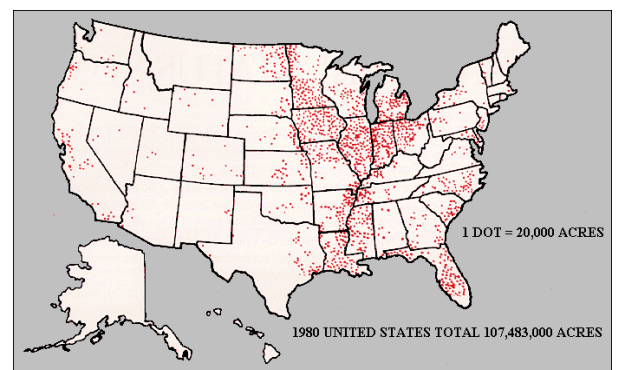 1 DOT = 20,000 ACRES
1980 UNITED STATES TOTAL 107,483,000 ACRES